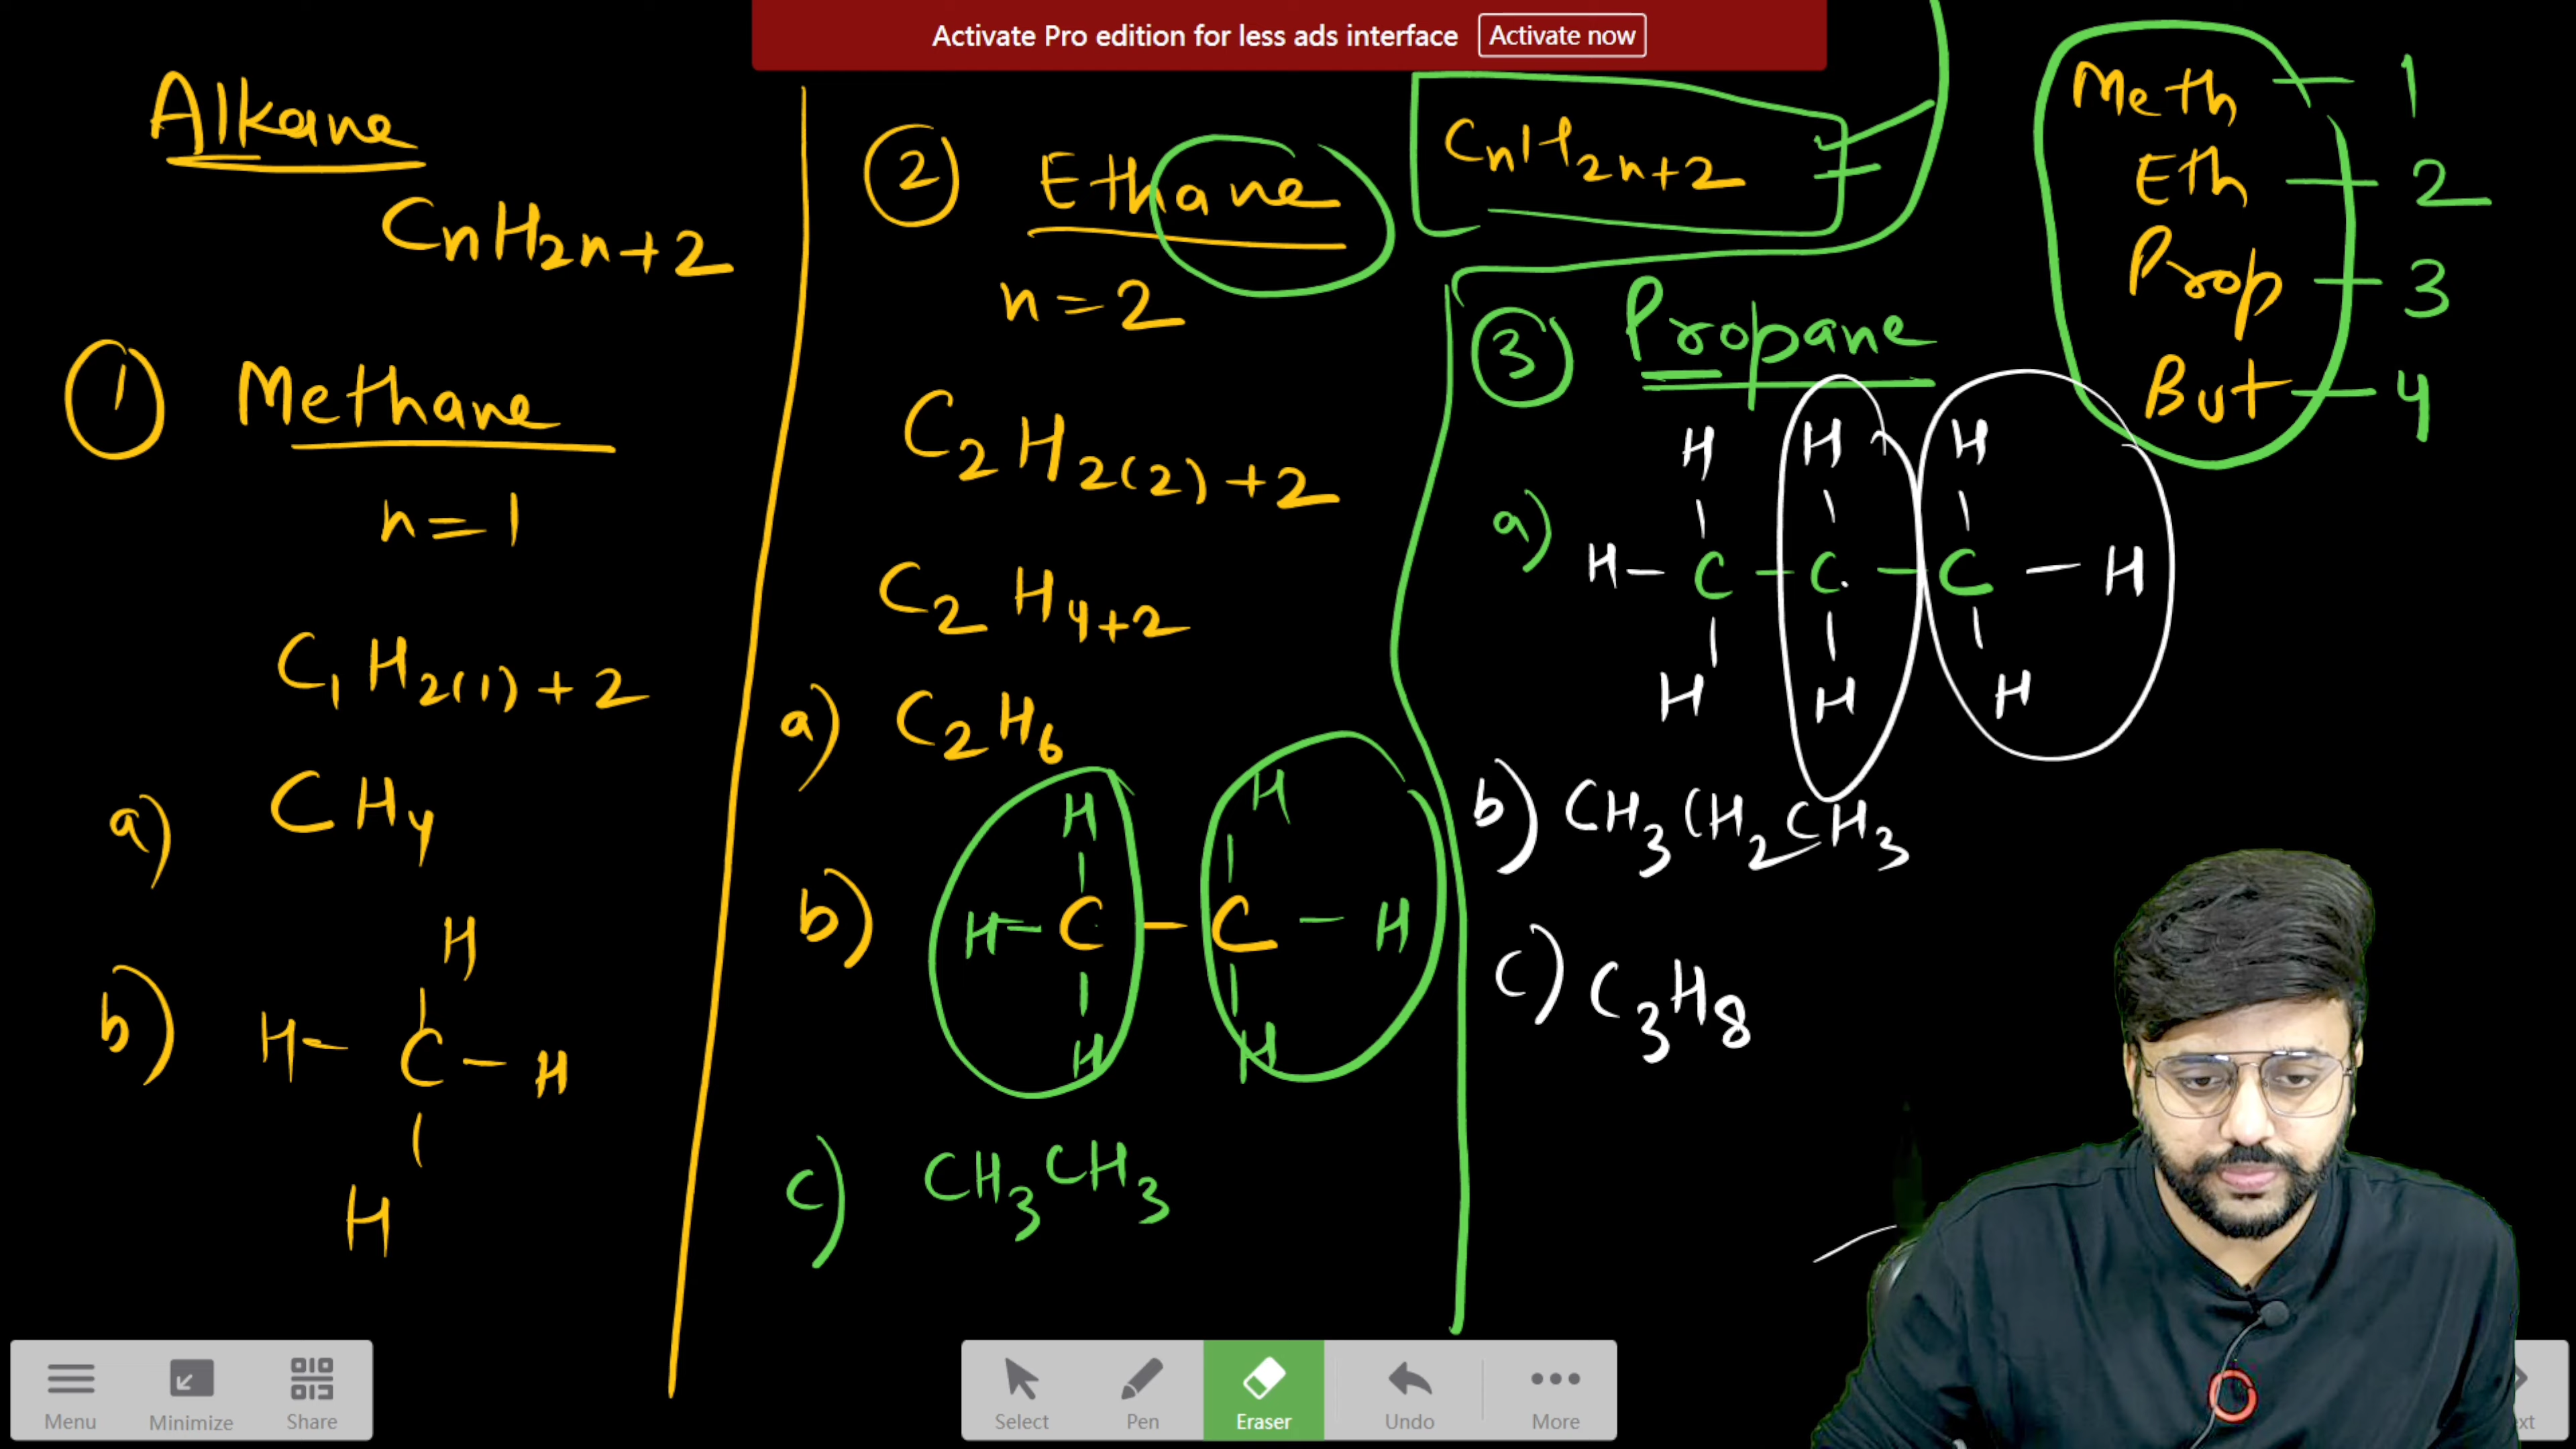 Activate Pro edition for less ads interface
Activate now
Alkane
CnH2n+2
① Methane
n=1
C1H2(1)+2
a) CH4
b)
H
H-C-H
H
② Ethane
n=2
C2H2(2)+2
C2H4+2
a) C2H6
b)
H H
H-C-C-H
H H
c) CH3CH3
CnH2n+2
Meth - 1
Eth - 2
Prop - 3
But - 4
③ Propane
H H H
a) H-C-C-C-H
H H H
b) CH3CH2CH3
c) C3H8
Menu
Minimize
Share
Select
Pen
Eraser
Undo
More